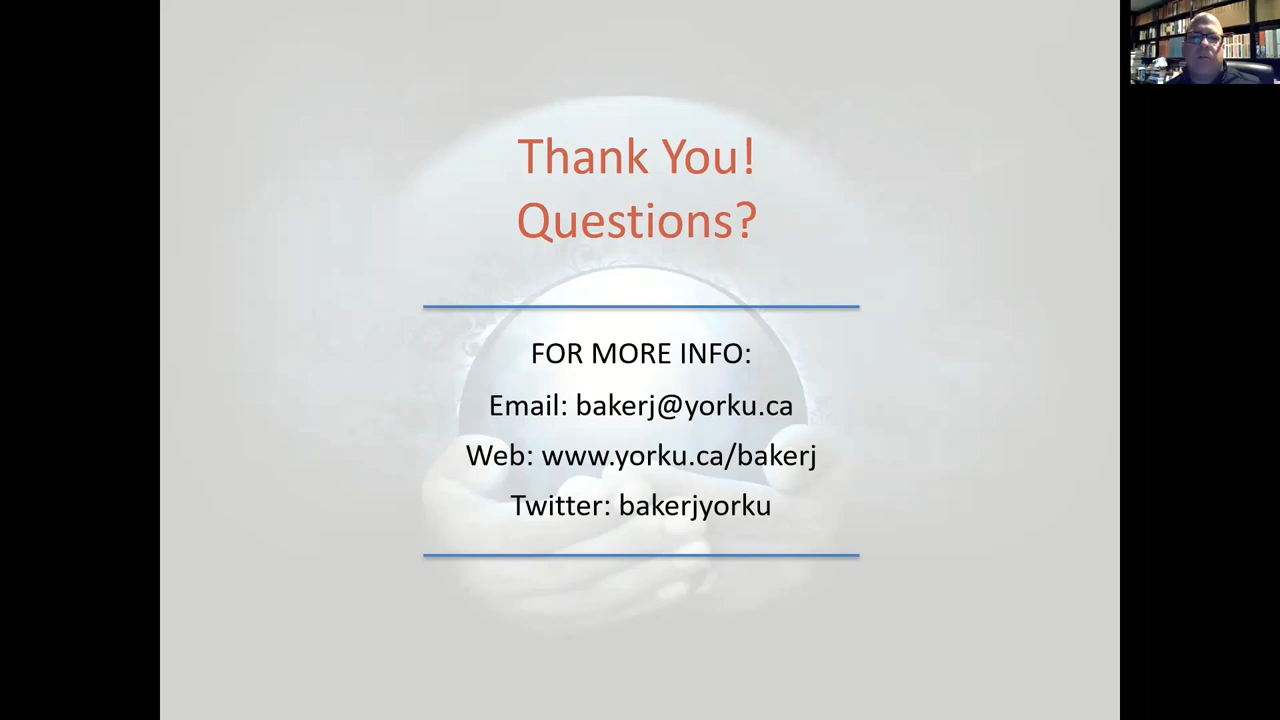 Thank You!
Questions?
FOR MORE INFO:
Email: bakerj@yorku.ca
Web: www.yorku.ca/bakerj
Twitter: bakerjyorku